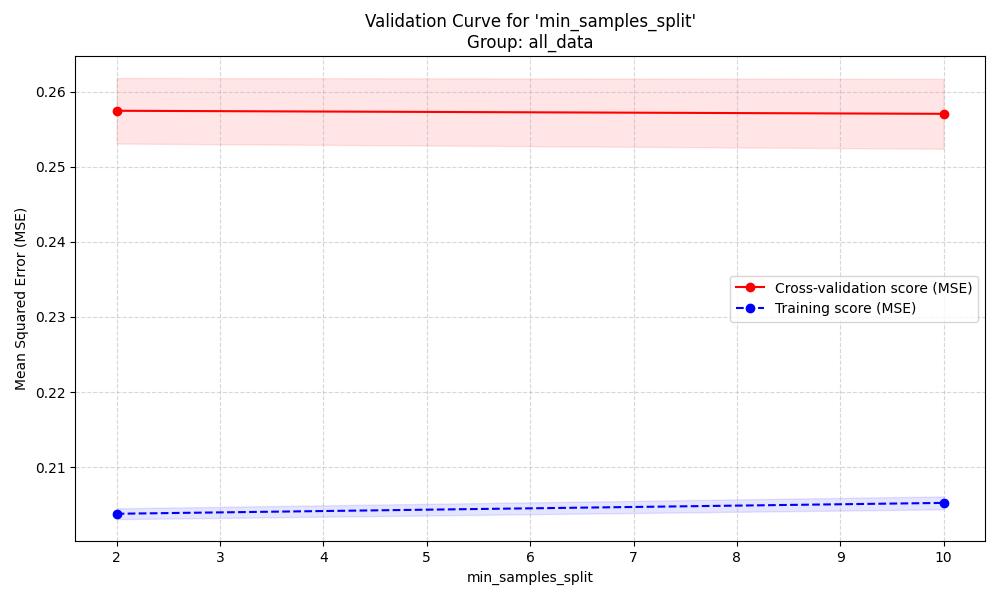 Validation Curve for 'min_samples_split'
Group: all_data
Mean Squared Error (MSE)
0.26
0.25
0.24
0.23
0.22
0.21
Cross-validation score (MSE)
Training score (MSE)
2 3 4 5 6 7 8 9 10
min_samples_split